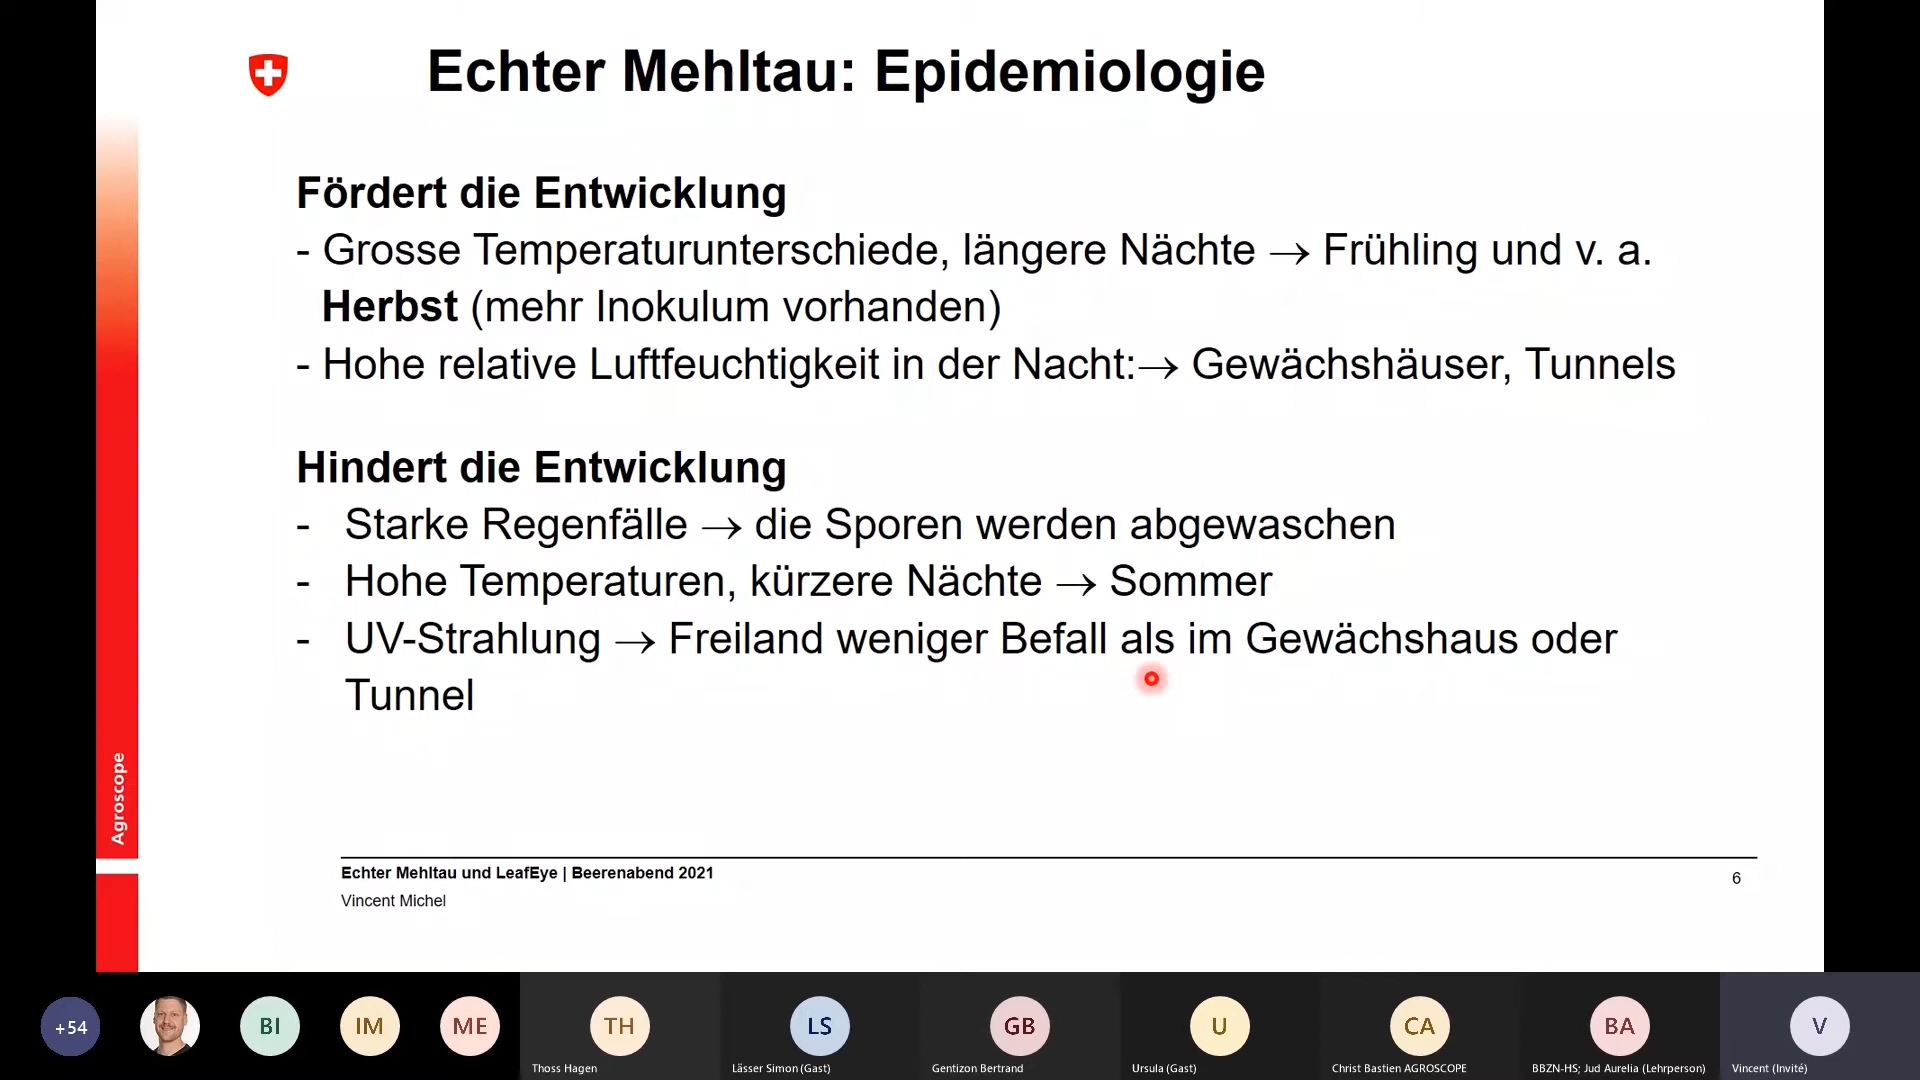 Echter Mehltau: Epidemiologie
Fördert die Entwicklung
- Grosse Temperaturunterschiede, längere Nächte → Frühling und v. a.
Herbst (mehr Inokulum vorhanden)
- Hohe relative Luftfeuchtigkeit in der Nacht:→ Gewächshäuser, Tunnels
Hindert die Entwicklung
- Starke Regenfälle → die Sporen werden abgewaschen
- Hohe Temperaturen, kürzere Nächte → Sommer
- UV-Strahlung → Freiland weniger Befall als im Gewächshaus oder
Tunnel
Agroscope
Echter Mehltau und LeafEye | Beerenabend 2021
6
Vincent Michel
+54
BI
IM
ME
TH
LS
GB
U
CA
BA
V
Thoss Hagen
Lässer Simon (Gast)
Gentizon Bertrand
Ursula (Gast)
Christ Bastien AGROSCOPE
BBZN-HS; Jud Aurelia (Lehrperson)
Vincent (Invité)